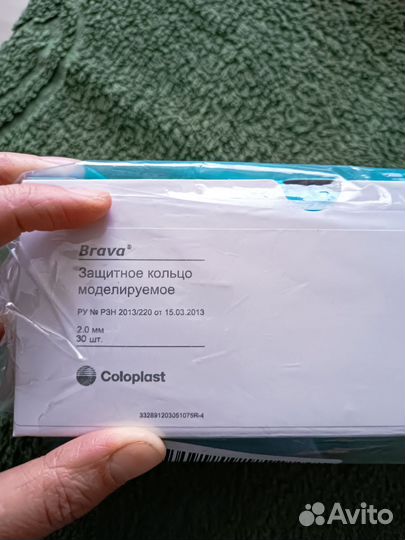 Brava®
Защитное кольцо
моделируемое
РУ № РЗН 2013/220 от 15.03.2013
2.0 мм
30 шт.
Coloplast
332891203051075R-4
Avito